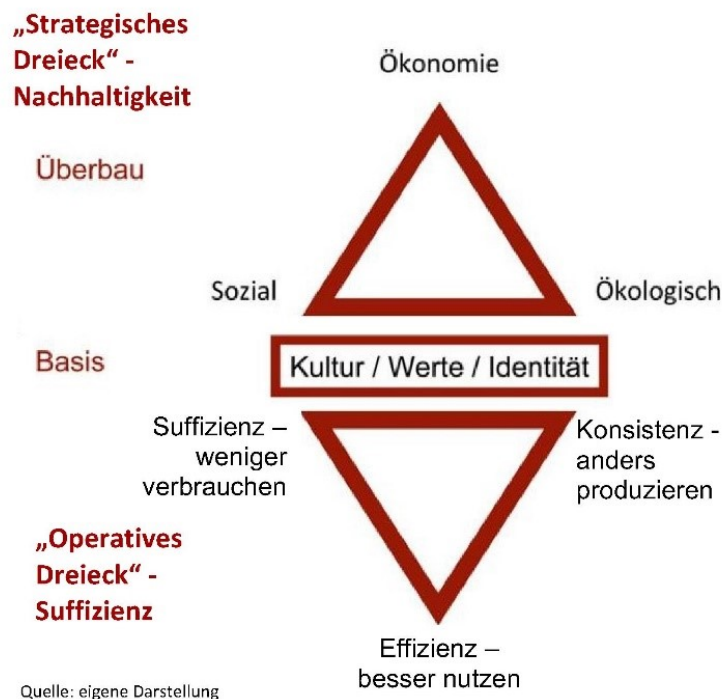 „Strategisches
Dreieck“ -
Nachhaltigkeit
Ökonomie
Überbau
Sozial
Ökologisch
Basis
Kultur / Werte / Identität
Suffizienz –
weniger
verbrauchen
Konsistenz -
anders
produzieren
„Operatives
Dreieck“ -
Suffizienz
Effizienz –
besser nutzen
Quelle: eigene Darstellung